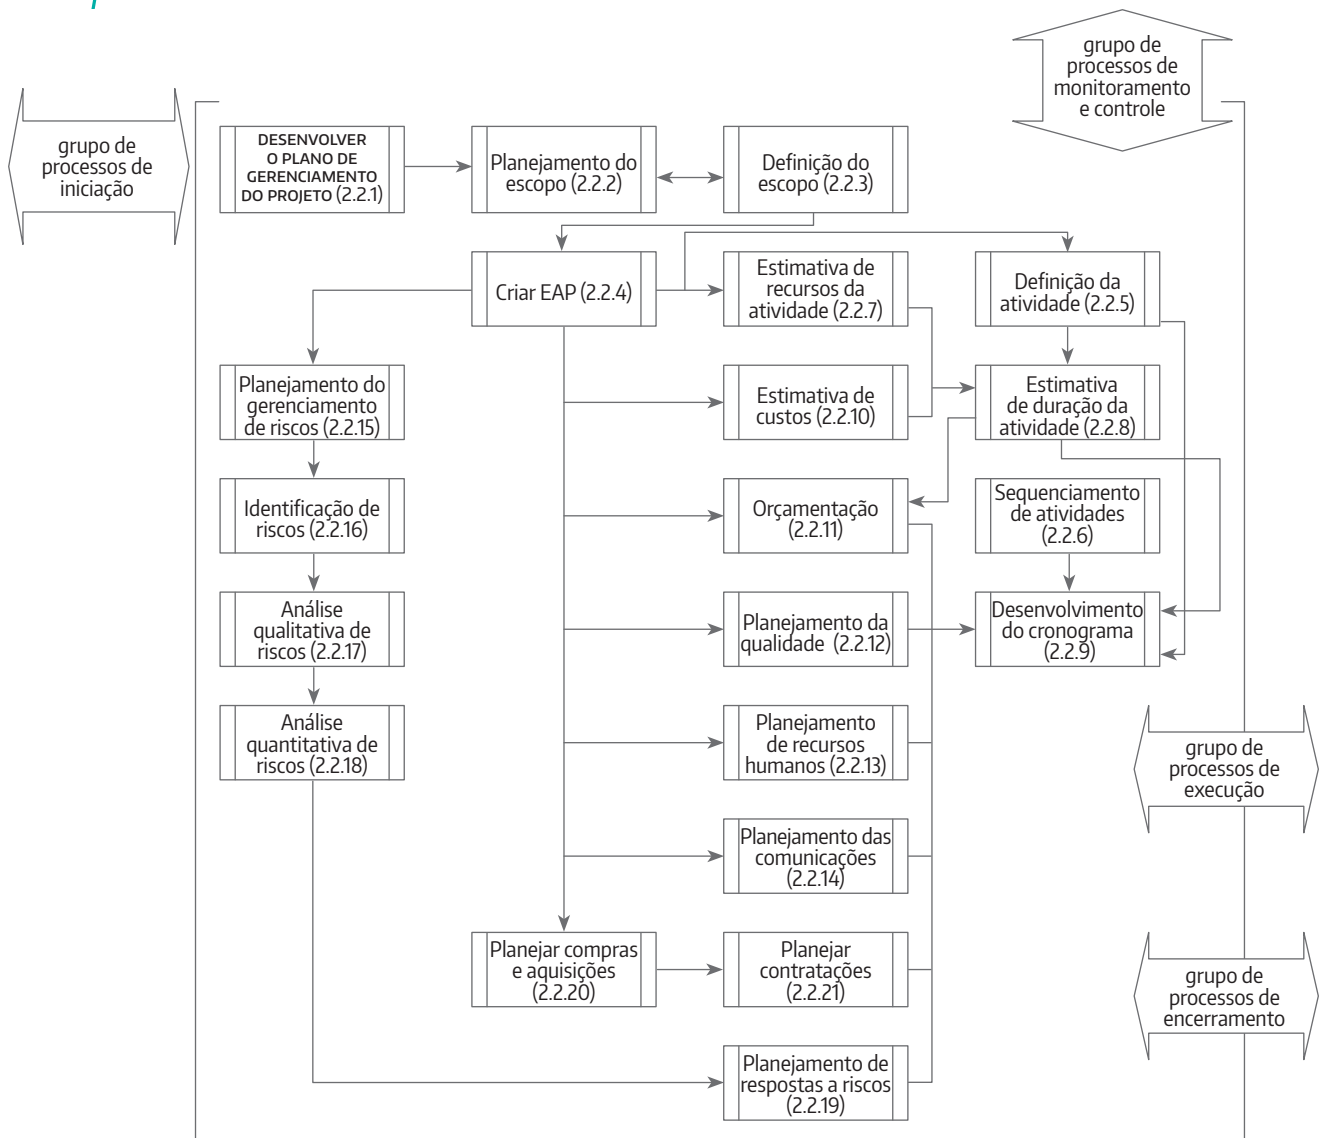 grupo de
processos de
monitoramento
e controle
grupo de
processos de
iniciação
DESENVOLVER
O PLANO DE
GERENCIAMENTO
DO PROJETO (2.2.1)
Planejamento do
escopo (2.2.2)
Definição do
escopo (2.2.3)
Criar EAP (2.2.4)
Estimativa de
recursos da
atividade (2.2.7)
Definição da
atividade (2.2.5)
Planejamento do
gerenciamento
de riscos (2.2.15)
Estimativa de
custos (2.2.10)
Estimativa
de duração da
atividade (2.2.8)
Identificação de
riscos (2.2.16)
Orçamentação
(2.2.11)
Sequenciamento
de atividades
(2.2.6)
Análise
qualitativa de
riscos (2.2.17)
Planejamento da
qualidade (2.2.12)
Desenvolvimento
do cronograma
(2.2.9)
Análise
quantitativa de
riscos (2.2.18)
Planejamento
de recursos
humanos (2.2.13)
grupo de
processos de
execução
Planejamento das
comunicações
(2.2.14)
Planejar compras
e aquisições
(2.2.20)
Planejar
contratações
(2.2.21)
grupo de
processos de
encerramento
Planejamento de
respostas a riscos
(2.2.19)